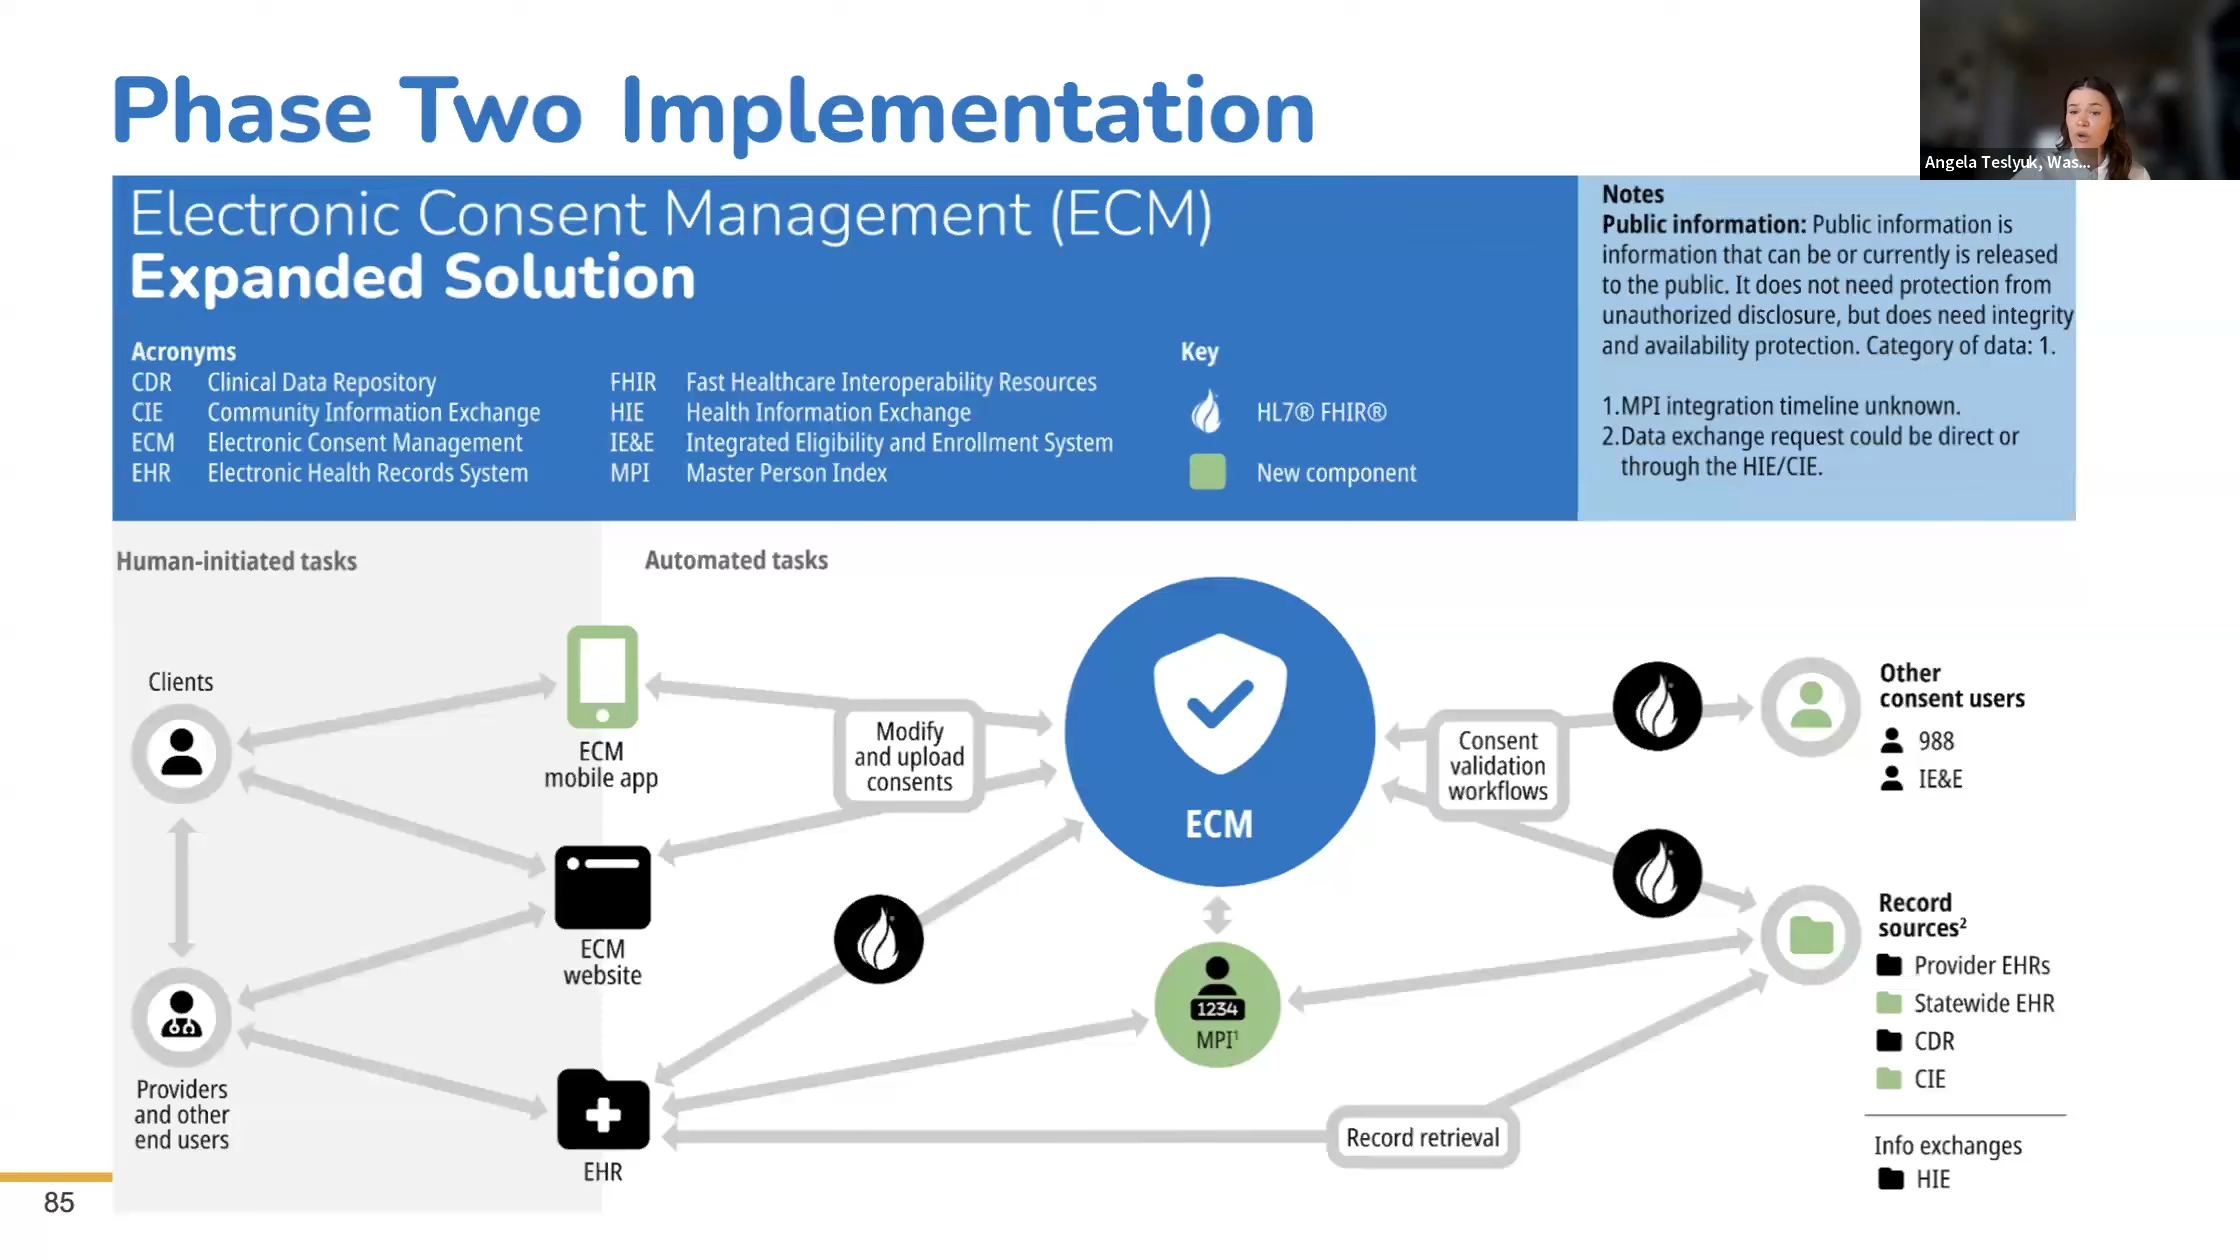 Phase Two Implementation
Angela Teslyuk, Was...
Electronic Consent Management (ECM)
Expanded Solution
Acronyms
CDR Clinical Data Repository
CIE Community Information Exchange
ECM Electronic Consent Management
EHR Electronic Health Records System
FHIR Fast Healthcare Interoperability Resources
HIE Health Information Exchange
IE&E Integrated Eligibility and Enrollment System
MPI Master Person Index
Key
HL7® FHIR®
New component
Notes
Public information: Public information is
information that can be or currently is released
to the public. It does not need protection from
unauthorized disclosure, but does need integrity
and availability protection. Category of data: 1.
1.MPI integration timeline unknown.
2.Data exchange request could be direct or
through the HIE/CIE.
Human-initiated tasks
Automated tasks
Clients
Providers
and other
end users
ECM
mobile app
ECM
website
EHR
Modify
and upload
consents
ECM
1234
MPI¹
Consent
validation
workflows
Record retrieval
Other
consent users
988
IE&E
Record
sources²
Provider EHRs
Statewide EHR
CDR
CIE
Info exchanges
HIE
85